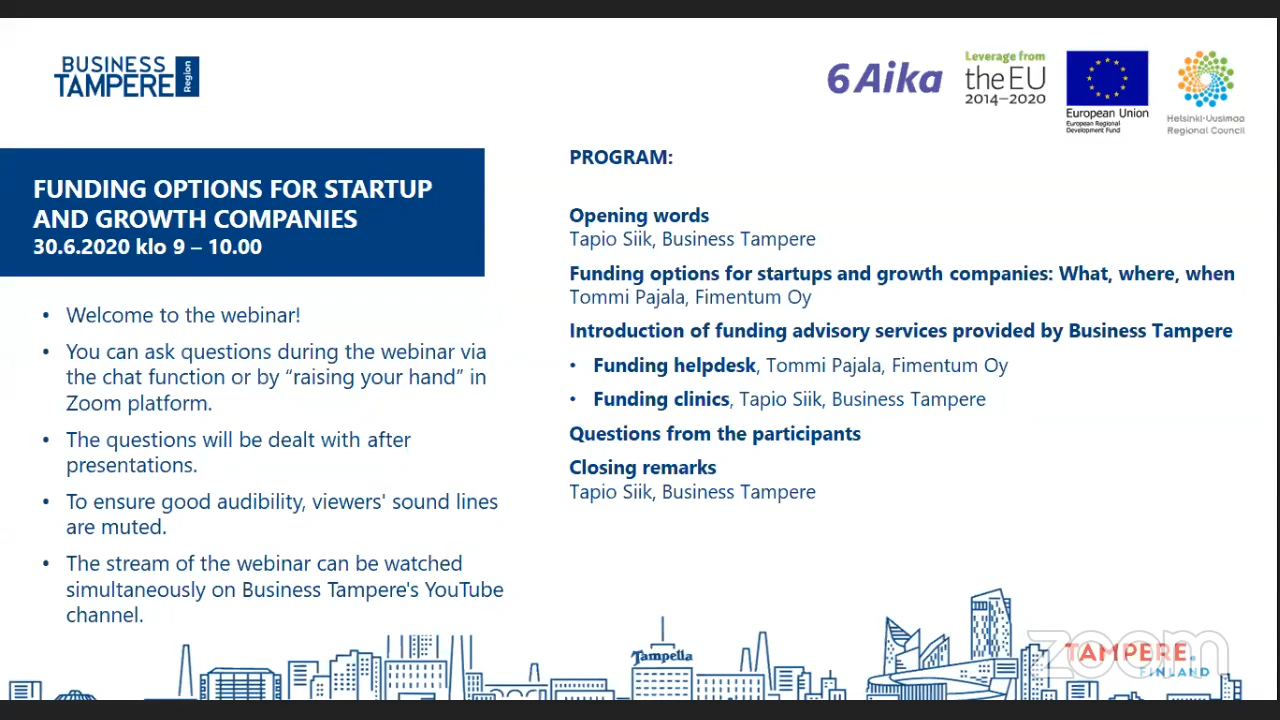 BUSINESS
TAMPERE Region
6Aika
Leverage from
the EU
2014–2020
European Union
European Regional
Development Fund
Helsinki-Uusimaa
Regional Council
FUNDING OPTIONS FOR STARTUP
AND GROWTH COMPANIES
30.6.2020 klo 9 – 10.00
• Welcome to the webinar!
• You can ask questions during the webinar via
the chat function or by “raising your hand” in
Zoom platform.
• The questions will be dealt with after
presentations.
• To ensure good audibility, viewers' sound lines
are muted.
• The stream of the webinar can be watched
simultaneously on Business Tampere's YouTube
channel.
PROGRAM:
Opening words
Tapio Siik, Business Tampere
Funding options for startups and growth companies: What, where, when
Tommi Pajala, Fimentum Oy
Introduction of funding advisory services provided by Business Tampere
• Funding helpdesk, Tommi Pajala, Fimentum Oy
• Funding clinics, Tapio Siik, Business Tampere
Questions from the participants
Closing remarks
Tapio Siik, Business Tampere
Tampella
zoom
TAMPERE.
FINLAND